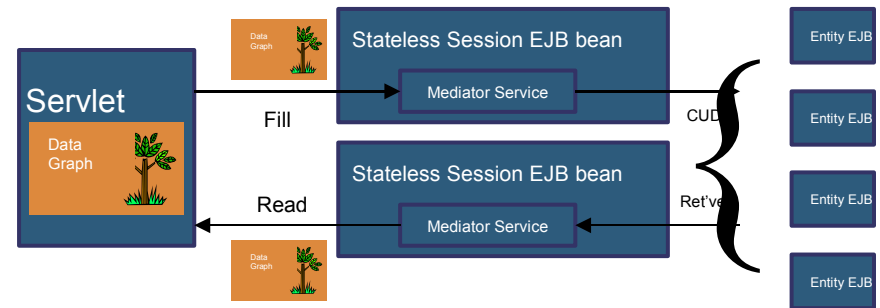 Servlet
Data
Graph
Data
Graph
Fill
Stateless Session EJB bean
Mediator Service
CUD
Stateless Session EJB bean
Mediator Service
Ret've
Read
Data
Graph
Entity EJB
Entity EJB
Entity EJB
Entity EJB